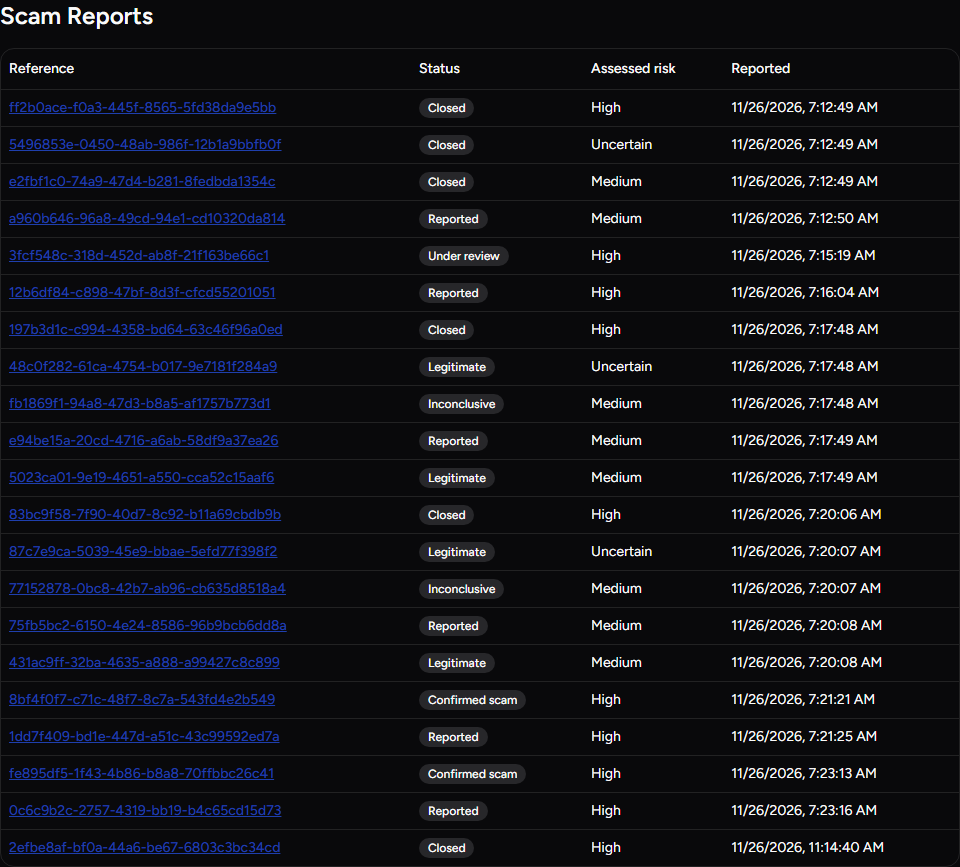 Scam Reports
Reference Status Assessed risk Reported
ff2b0ace-f0a3-445f-8565-5fd38da9e5bb Closed High 11/26/2026, 7:12:49 AM
5496853e-0450-48ab-986f-12b1a9bbfb0f Closed Uncertain 11/26/2026, 7:12:49 AM
e2fbf1c0-74a9-47d4-b281-8fedbda1354c Closed Medium 11/26/2026, 7:12:49 AM
a960b646-96a8-49cd-94e1-cd10320da814 Reported Medium 11/26/2026, 7:12:50 AM
3fcf548c-318d-452d-ab8f-21f163be66c1 Under review High 11/26/2026, 7:15:19 AM
12b6df84-c898-47bf-8d3f-cfcd55201051 Reported High 11/26/2026, 7:16:04 AM
197b3d1c-c994-4358-bd64-63c46f96a0ed Closed High 11/26/2026, 7:17:48 AM
48c0f282-61ca-4754-b017-9e7181f284a9 Legitimate Uncertain 11/26/2026, 7:17:48 AM
fb1869f1-94a8-47d3-b8a5-af1757b773d1 Inconclusive Medium 11/26/2026, 7:17:48 AM
e94be15a-20cd-4716-a6ab-58df9a37ea26 Reported Medium 11/26/2026, 7:17:49 AM
5023ca01-9e19-4651-a550-cca52c15aaf6 Legitimate Medium 11/26/2026, 7:17:49 AM
83bc9f58-7f90-40d7-8c92-b11a69cbdb9b Closed High 11/26/2026, 7:20:06 AM
87c7e9ca-5039-45e9-bbae-5efd77f398f2 Legitimate Uncertain 11/26/2026, 7:20:07 AM
77152878-0bc8-42b7-ab96-cb635d8518a4 Inconclusive Medium 11/26/2026, 7:20:07 AM
75fb5bc2-6150-4e24-8586-96b9bcb6dd8a Reported Medium 11/26/2026, 7:20:08 AM
431ac9ff-32ba-4635-a888-a99427c8c899 Legitimate Medium 11/26/2026, 7:20:08 AM
8bf4f0f7-c71c-48f7-8c7a-543fd4e2b549 Confirmed scam High 11/26/2026, 7:21:21 AM
1dd7f409-bd1e-447d-a51c-43c99592ed7a Reported High 11/26/2026, 7:21:25 AM
fe895df5-1f43-4b86-b8a8-70ffbbc26c41 Confirmed scam High 11/26/2026, 7:23:13 AM
0c6c9b2c-2757-4319-bb19-b4c65cd15d73 Reported High 11/26/2026, 7:23:16 AM
2efbe8af-bf0a-44a6-be67-6803c3bc34cd Closed High 11/26/2026, 11:14:40 AM